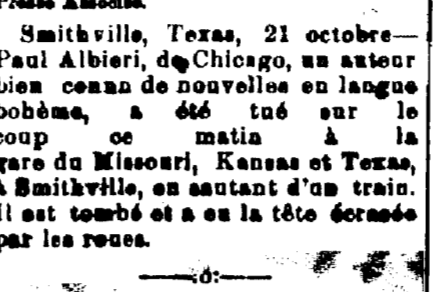 Presse Associée.
Smithville, Texas, 21 octobre—
Paul Albieri, de Chicago, un auteur
bien connu de nouvelles en langue
bohème, a été tué sur le
coup ce matin à la
gare du Missouri, Kansas et Texas,
à Smithville, en sautant d'un train.
Il est tombé et a eu la tête écrasée
par les roues.